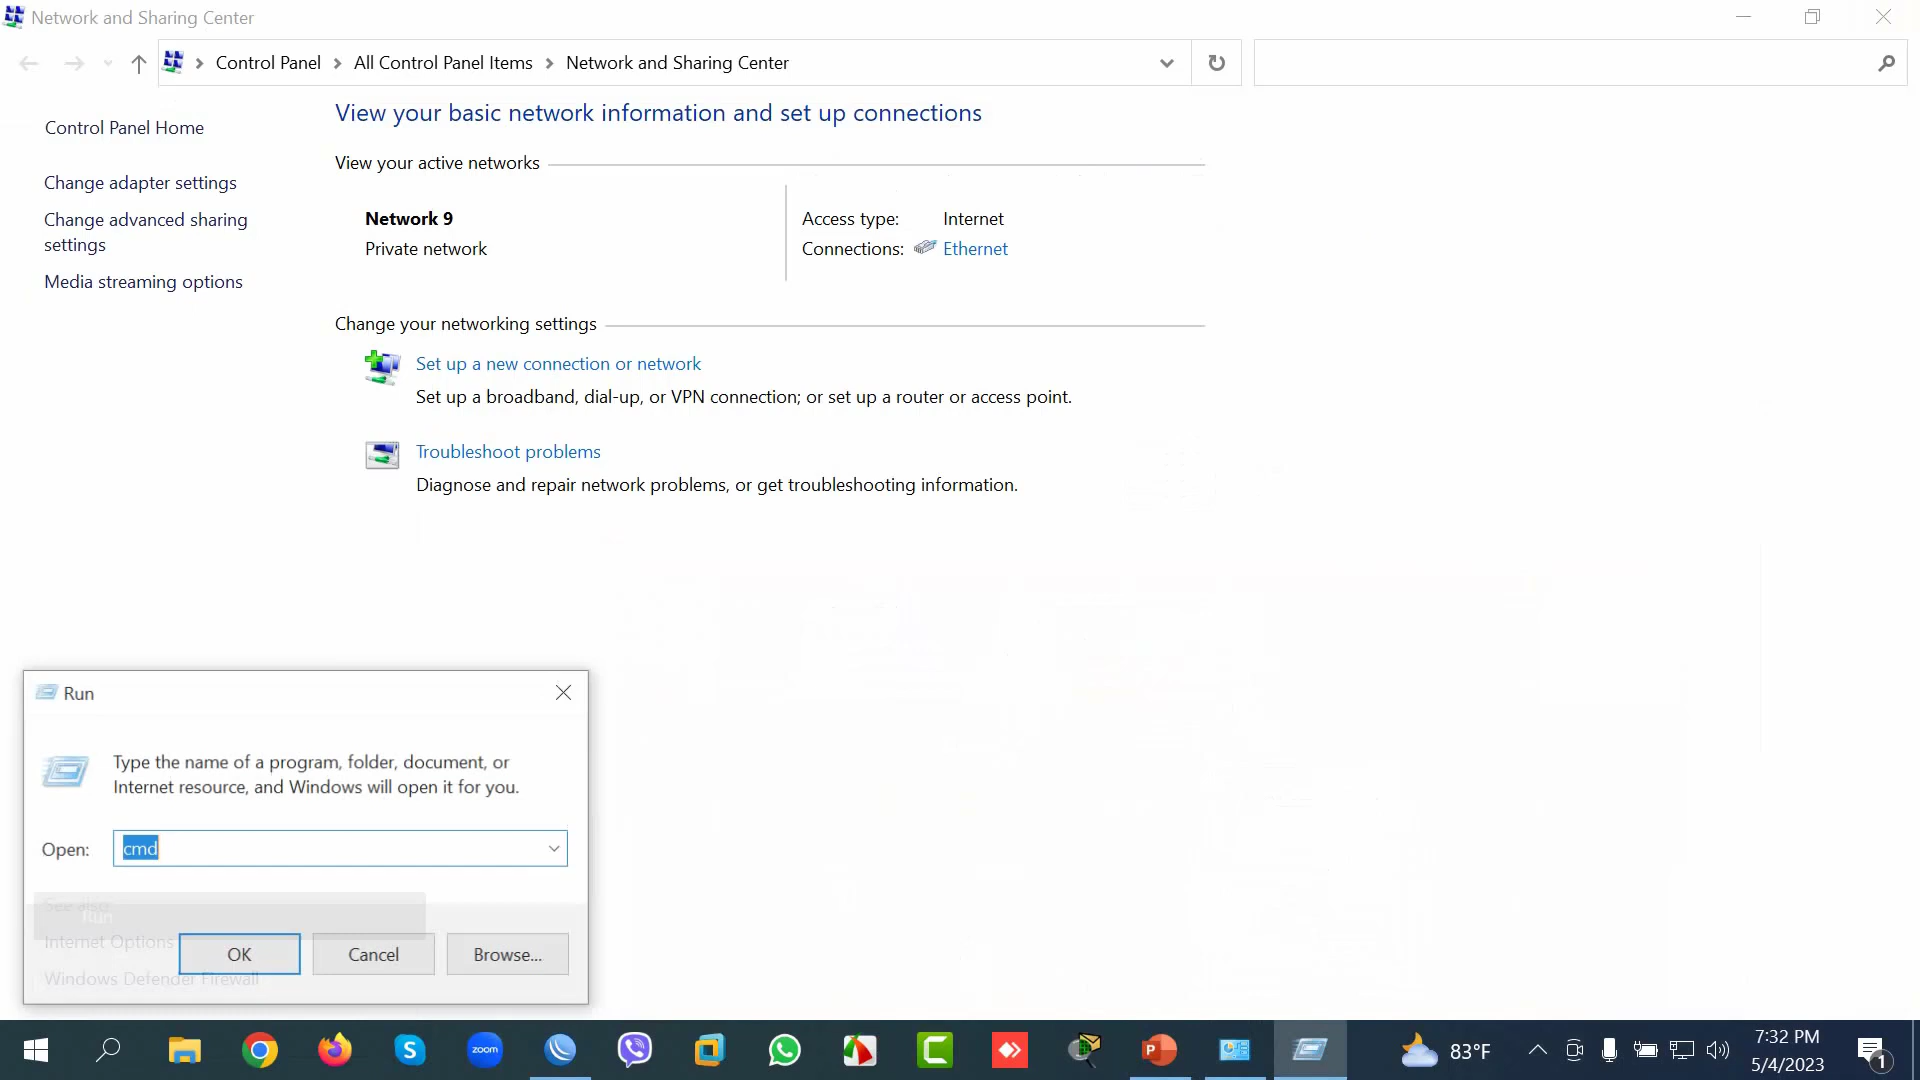 Network and Sharing Center
Control Panel
All Control Panel Items
Network and Sharing Center
Control Panel Home
Change adapter settings
Change advanced sharing
settings
Media streaming options
View your basic network information and set up connections
View your active networks
Network 9
Private network
Access type:
Internet
Connections:
Ethernet
Change your networking settings
Set up a new connection or network
Set up a broadband, dial-up, or VPN connection; or set up a router or access point.
Troubleshoot problems
Diagnose and repair network problems, or get troubleshooting information.
Run
Type the name of a program, folder, document, or
Internet resource, and Windows will open it for you.
Open:
cmd
See also
Run
Internet Options
OK
Cancel
Browse...
Windows Defender Firewall
zoom
83°F
7:32 PM
5/4/2023
1